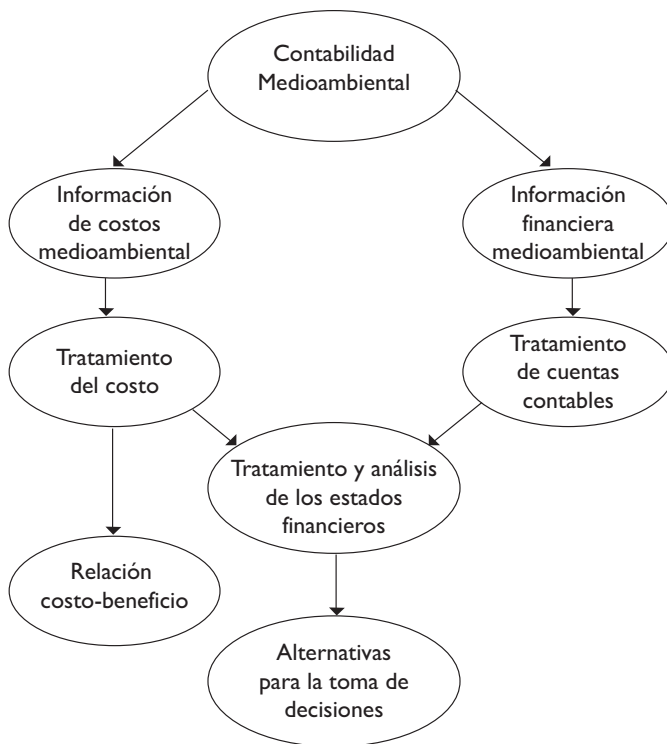 Contabilidad
Medioambiental
Información
de costos
medioambiental
Información
financiera
medioambiental
Tratamiento
del costo
Tratamiento
de cuentas
contables
Tratamiento y análisis
de los estados
financieros
Relación
costo-beneficio
Alternativas
para la toma de
decisiones